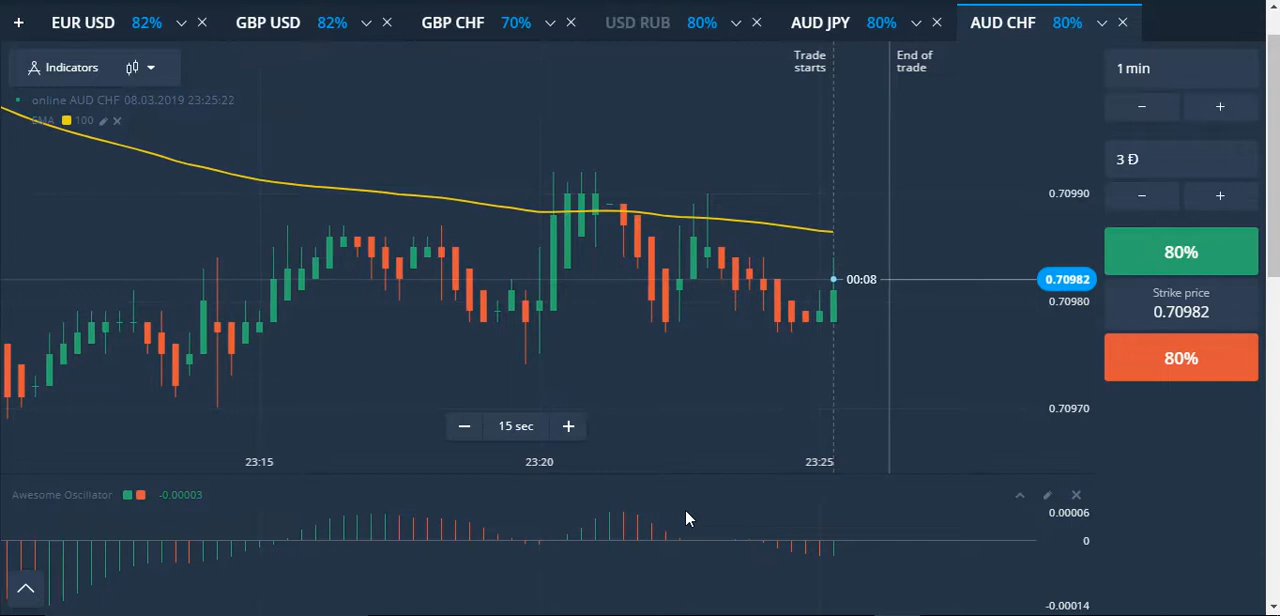 + EUR USD 82% GBP USD 82% GBP CHF 70% USD RUB 80% AUD JPY 80% AUD CHF 80%
Indicators
Trade starts
End of trade
1 min
online AUD CHF 08.03.2019 23:25:22
SMA 100
− +
3 Đ
− +
0.70990
80%
00:08
0.70982
0.70980
Strike price
0.70982
80%
0.70970
− 15 sec +
23:15 23:20 23:25
Awesome Oscillator -0.00003
0.00006
0
-0.00014